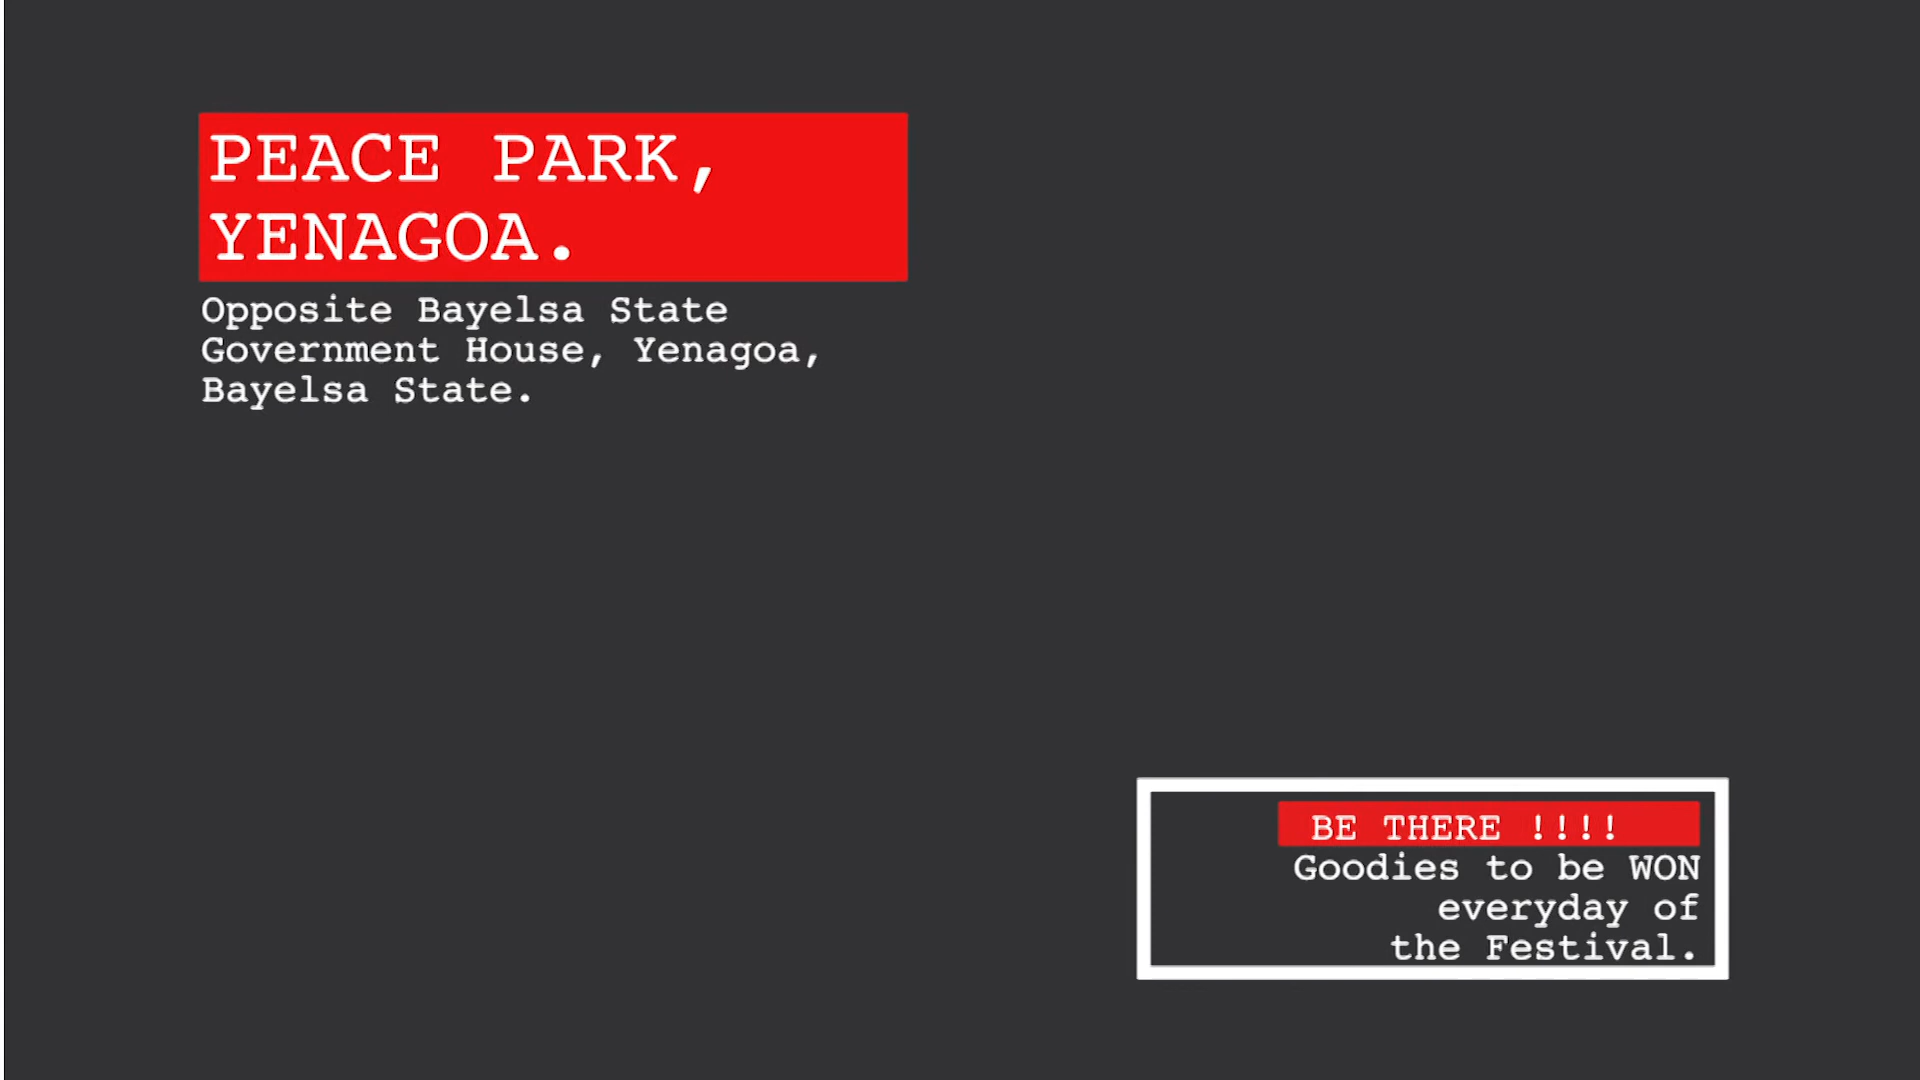 PEACE PARK,
YENAGOA.
Opposite Bayelsa State
Government House, Yenagoa,
Bayelsa State.
BE THERE !!!!
Goodies to be WON
everyday of
the Festival.